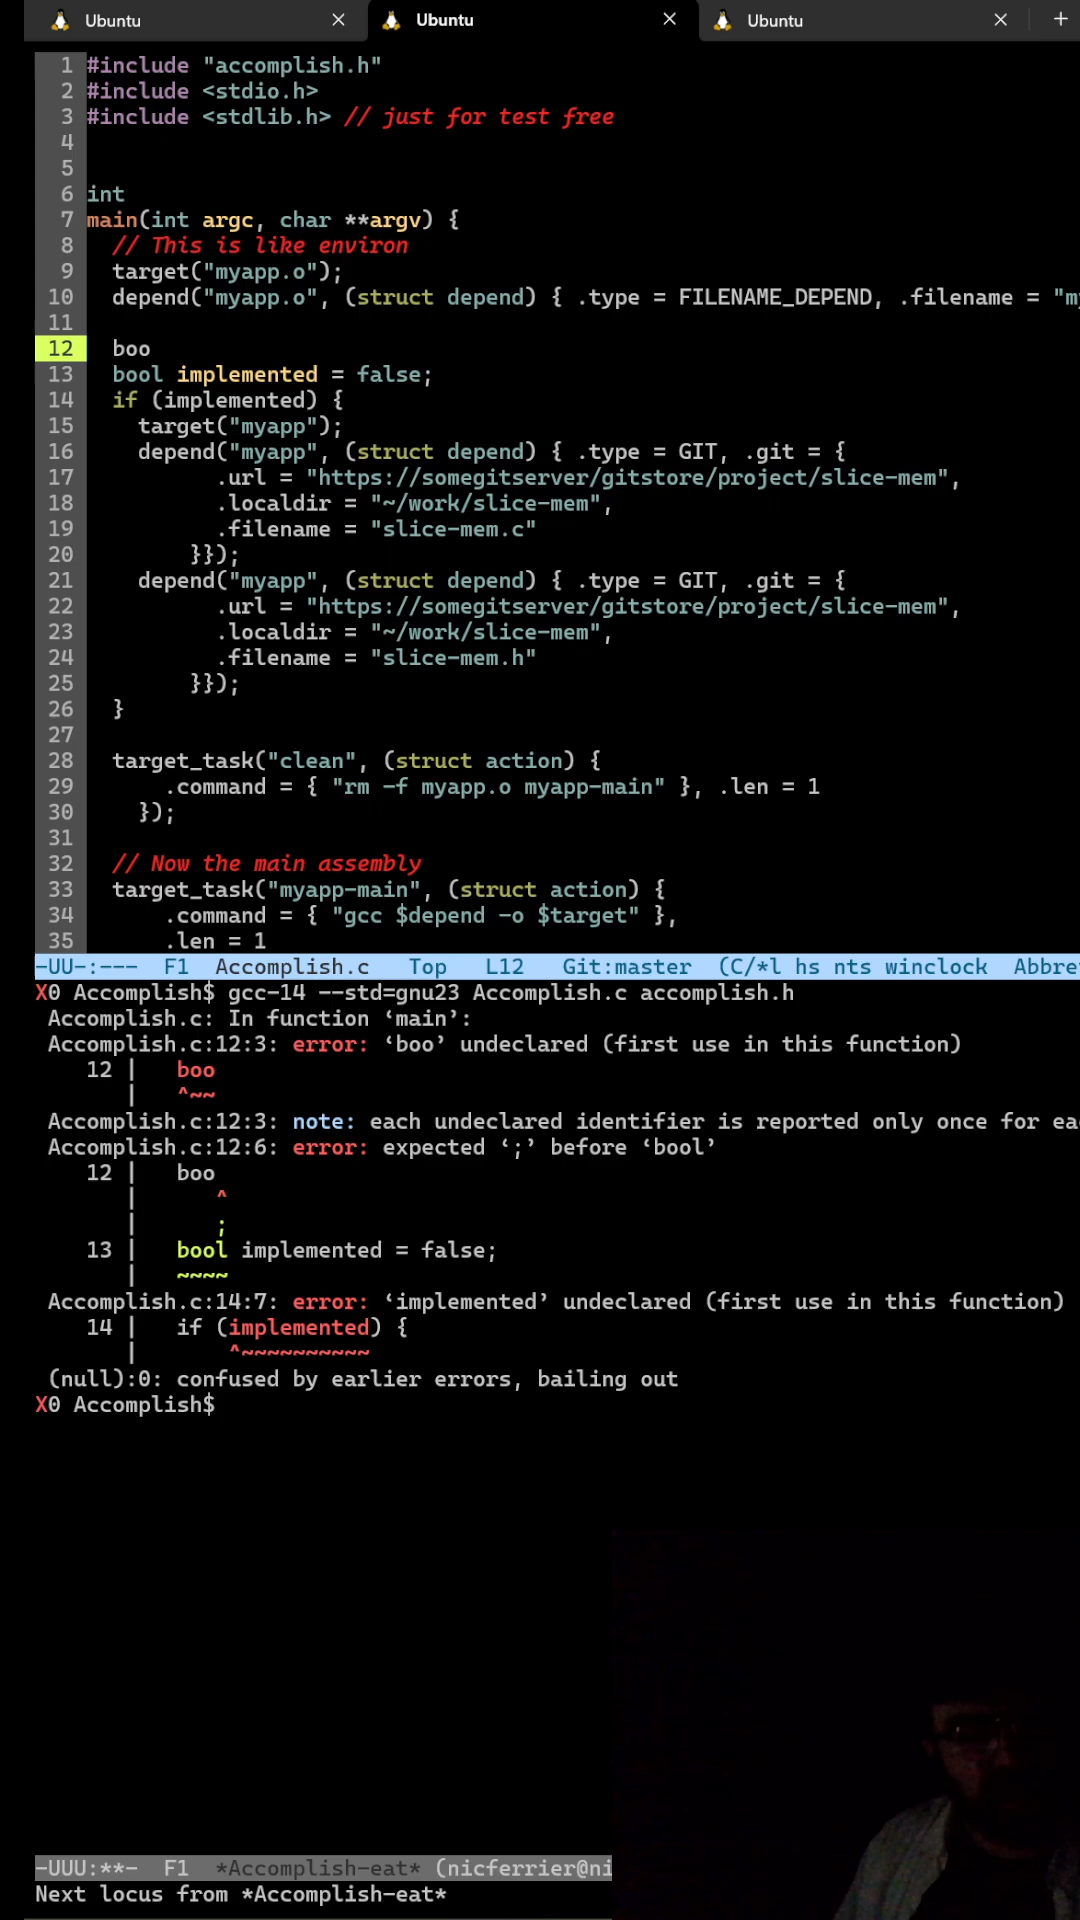 Ubuntu × Ubuntu × Ubuntu × +
1 #include "accomplish.h"
2 #include <stdio.h>
3 #include <stdlib.h> // just for test free
4
5
6 int
7 main(int argc, char **argv) {
8   // This is like environ
9   target("myapp.o");
10   depend("myapp.o", (struct depend) { .type = FILENAME_DEPEND, .filename = "my
11
12   boo
13   bool implemented = false;
14   if (implemented) {
15     target("myapp");
16     depend("myapp", (struct depend) { .type = GIT, .git = {
17           .url = "https://somegitserver/gitstore/project/slice-mem",
18           .localdir = "~/work/slice-mem",
19           .filename = "slice-mem.c"
20         }});
21     depend("myapp", (struct depend) { .type = GIT, .git = {
22           .url = "https://somegitserver/gitstore/project/slice-mem",
23           .localdir = "~/work/slice-mem",
24           .filename = "slice-mem.h"
25         }});
26   }
27
28   target_task("clean", (struct action) {
29       .command = { "rm -f myapp.o myapp-main" }, .len = 1
30     });
31
32   // Now the main assembly
33   target_task("myapp-main", (struct action) {
34       .command = { "gcc $depend -o $target" },
35       .len = 1
-UU-:---  F1  Accomplish.c   Top   L12   Git:master  (C/*l hs nts winclock  Abbre
X0 Accomplish$ gcc-14 --std=gnu23 Accomplish.c accomplish.h
Accomplish.c: In function ‘main’:
Accomplish.c:12:3: error: ‘boo’ undeclared (first use in this function)
12 |   boo
|   ^~~
Accomplish.c:12:3: note: each undeclared identifier is reported only once for ea
Accomplish.c:12:6: error: expected ‘;’ before ‘bool’
12 |   boo
|      ^
|      ;
13 |   bool implemented = false;
|   ~~~~
Accomplish.c:14:7: error: ‘implemented’ undeclared (first use in this function)
14 |   if (implemented) {
|       ^~~~~~~~~~~
(null):0: confused by earlier errors, bailing out
X0 Accomplish$
-UUU:**-  F1  *Accomplish-eat* (nicferrier@ni
Next locus from *Accomplish-eat*